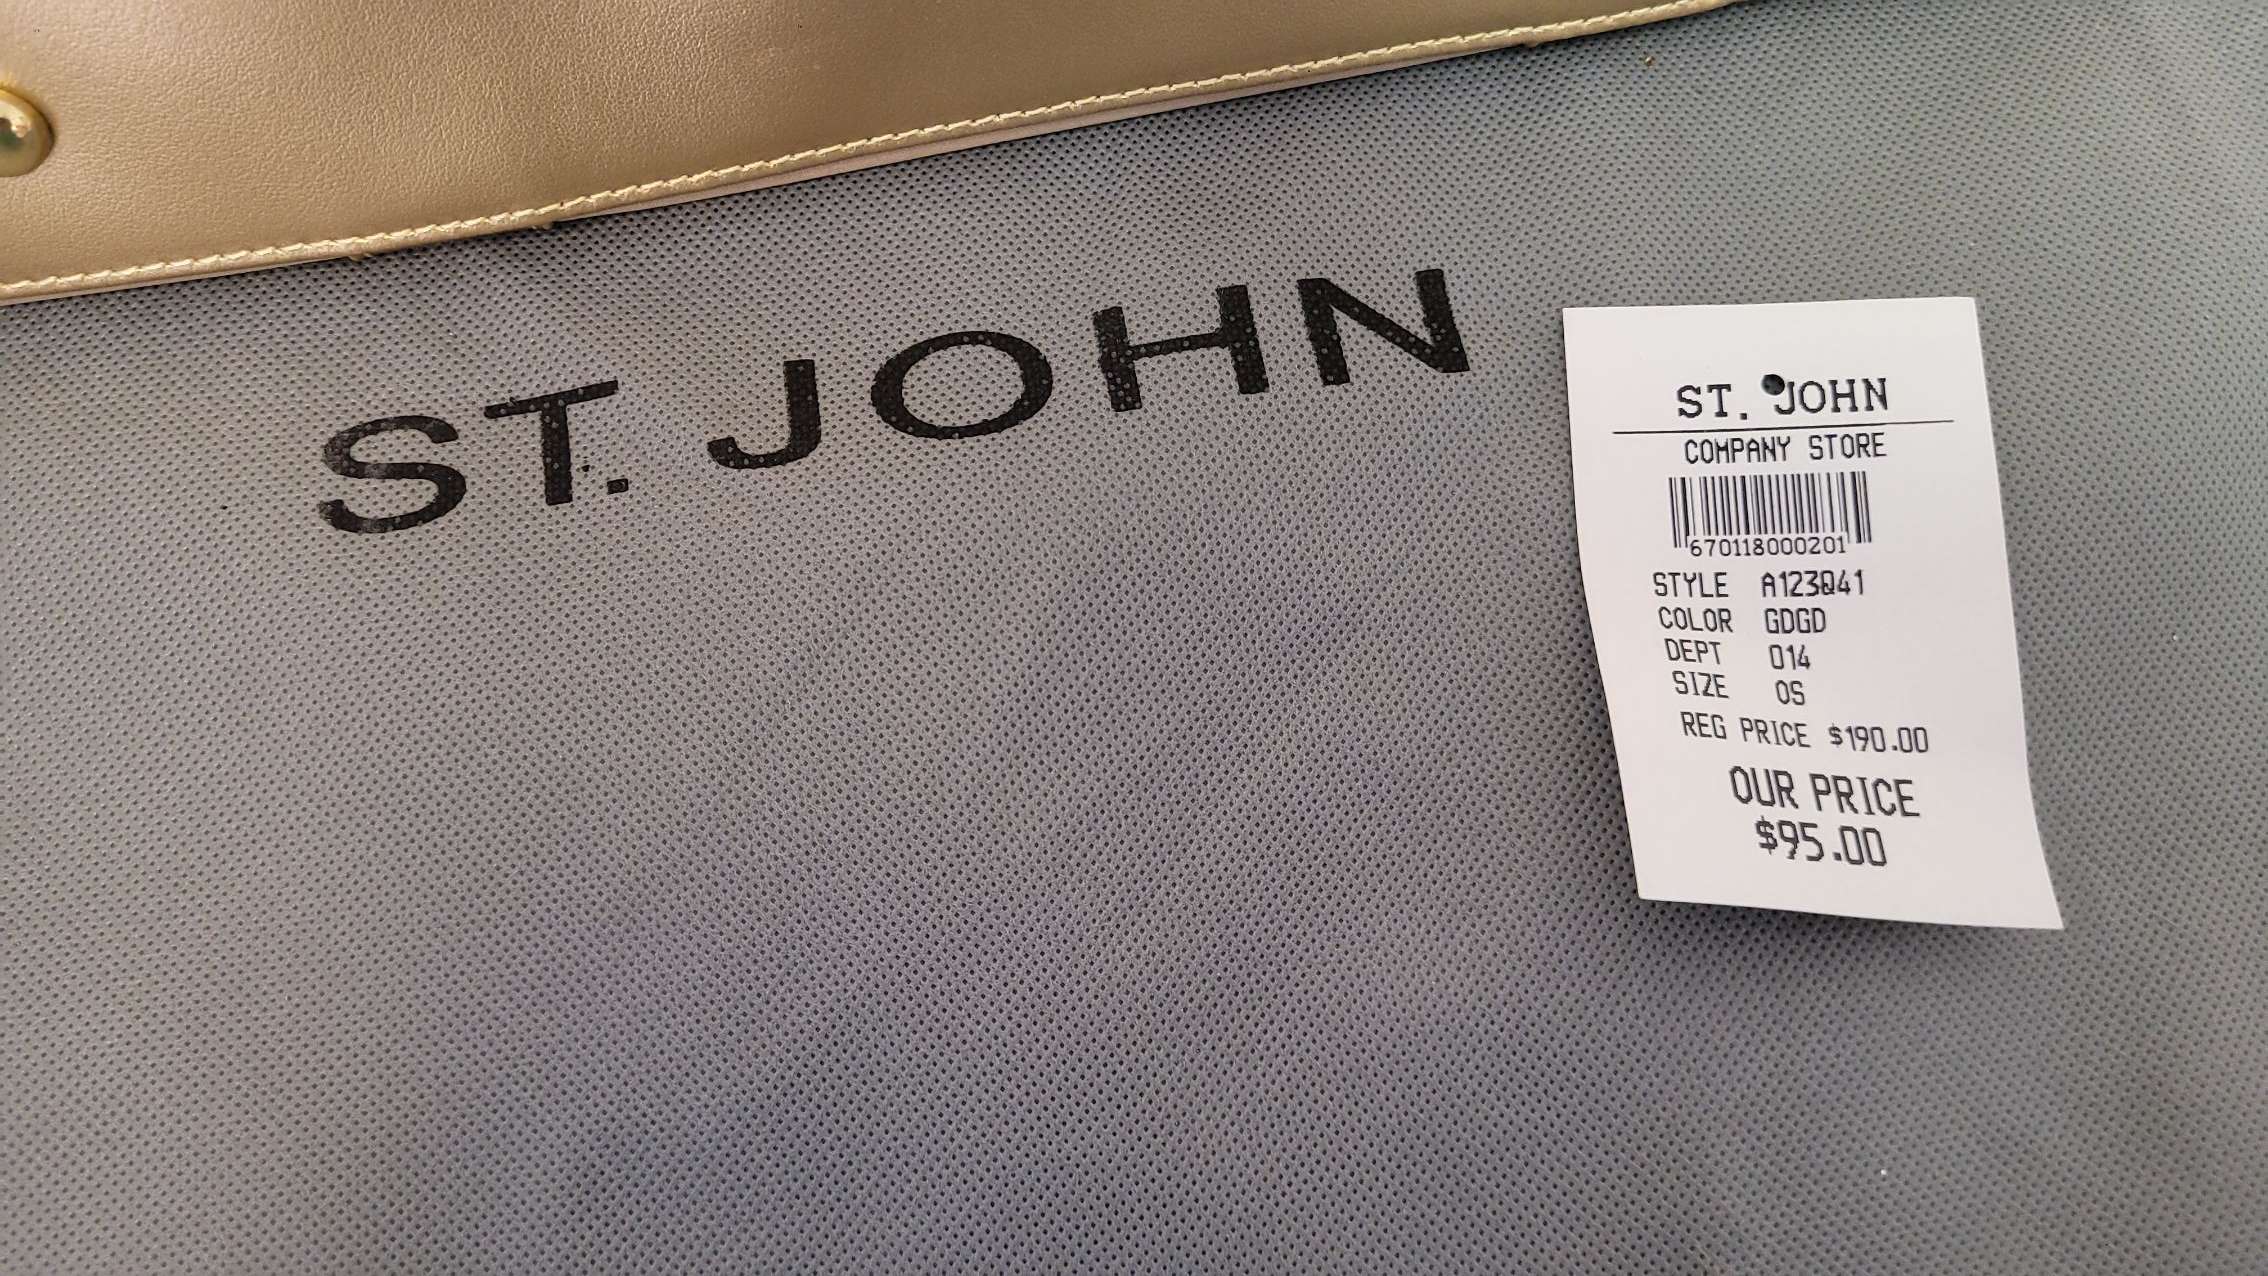 ST. JOHN
ST. JOHN
COMPANY STORE
670118000201
STYLE A123Q41
COLOR GDGD
DEPT 014
SIZE OS
REG PRICE $190.00
OUR PRICE
$95.00